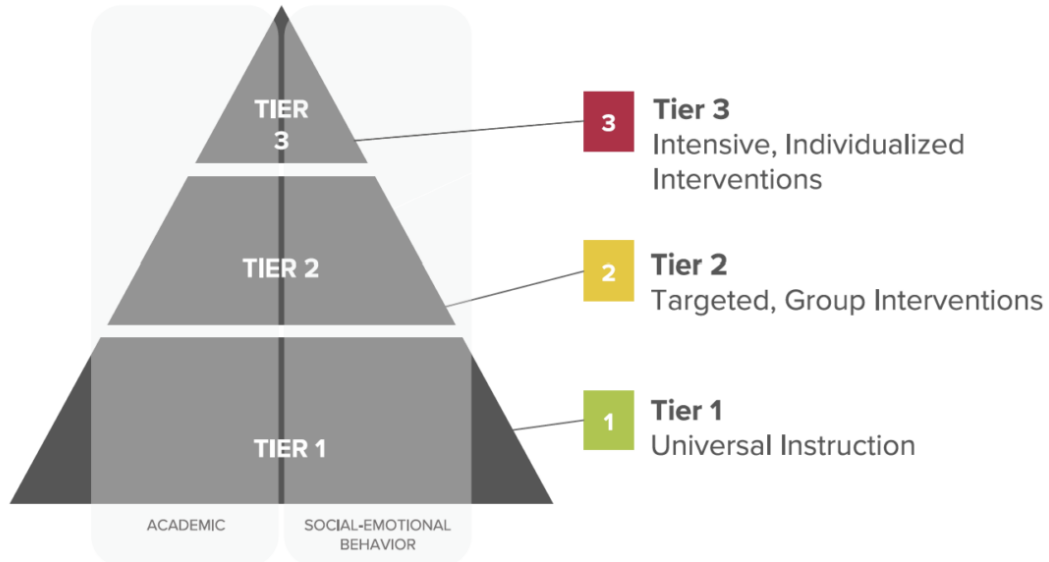 TIER
3
3
Tier 3
Intensive, Individualized
Interventions
TIER 2
2
Tier 2
Targeted, Group Interventions
TIER 1
1
Tier 1
Universal Instruction
ACADEMIC
SOCIAL-EMOTIONAL
BEHAVIOR